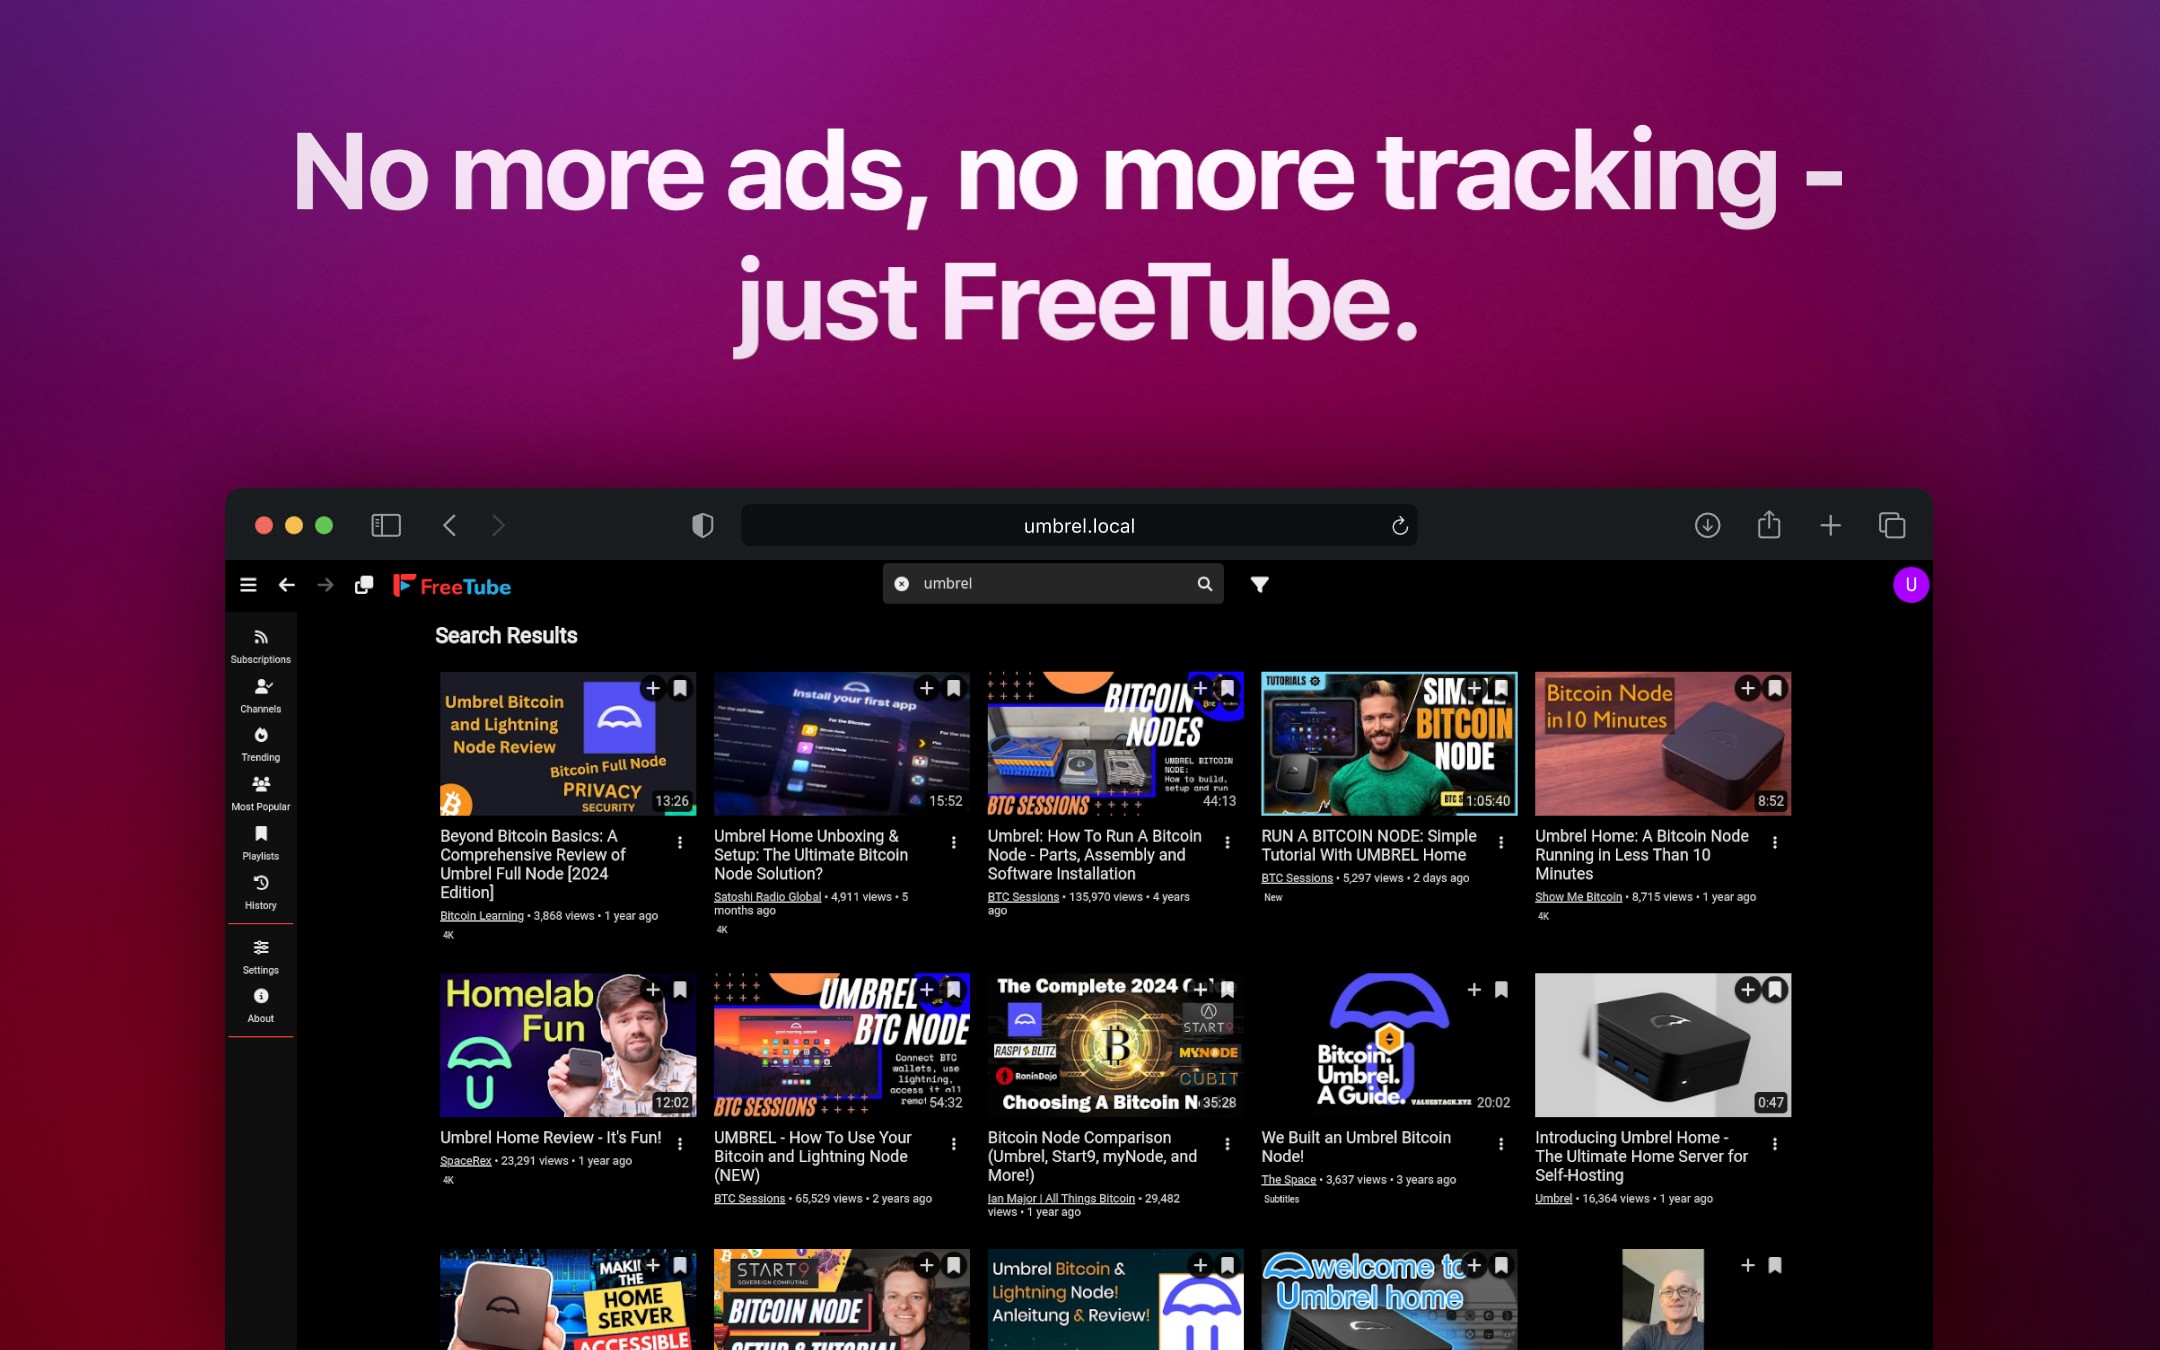 No more ads, no more tracking -
just FreeTube.
umbrel.local
FreeTube
umbrel
U
Subscriptions
Channels
Trending
Most Popular
Playlists
History
Settings
About
Search Results
Umbrel Bitcoin
and Lightning
Node Review
Bitcoin Full Node
PRIVACY
SECURITY
13:26
Beyond Bitcoin Basics: A
Comprehensive Review of
Umbrel Full Node [2024
Edition]
Bitcoin Learning • 3,868 views • 1 year ago
4K
Install your first app
15:52
Umbrel Home Unboxing &
Setup: The Ultimate Bitcoin
Node Solution?
Satoshi Radio Global • 4,911 views • 5
months ago
4K
BITCOIN
NODES
UMBREL BITCOIN
NODE:
How to build,
setup and run
BTC SESSIONS
44:13
Umbrel: How To Run A Bitcoin
Node - Parts, Assembly and
Software Installation
BTC Sessions • 135,970 views • 4 years
ago
TUTORIALS
BITCOIN
NODE
1:05:40
RUN A BITCOIN NODE: Simple
Tutorial With UMBREL Home
BTC Sessions • 5,297 views • 2 days ago
New
Bitcoin Node
in 10 Minutes
8:52
Umbrel Home: A Bitcoin Node
Running in Less Than 10
Minutes
Show Me Bitcoin • 8,715 views • 1 year ago
4K
Homelab
Fun
12:02
Umbrel Home Review - It's Fun!
SpaceRex • 23,291 views • 1 year ago
4K
UMBREL
BTC NODE
Connect BTC
wallets, use
lightning,
access it all
BTC SESSIONS
54:32
UMBREL - How To Use Your
Bitcoin and Lightning Node
(NEW)
BTC Sessions • 65,529 views • 2 years ago
The Complete 2024
START9
RASPIBLITZ
MYNODE
RoninDojo
CUBIT
Choosing A Bitcoin
35:28
Bitcoin Node Comparison
(Umbrel, Start9, myNode, and
More!)
Ian Major | All Things Bitcoin • 29,482
views • 1 year ago
Bitcoin.
Umbrel.
A Guide.
VALUESTACK.XYZ
20:02
We Built an Umbrel Bitcoin
Node!
The Space • 3,637 views • 3 years ago
Subtitles
0:47
Introducing Umbrel Home -
The Ultimate Home Server for
Self-Hosting
Umbrel • 16,364 views • 1 year ago
THE
HOME
SERVER
ACCESSIBLE
START9
SOVEREIGN COMPUTING
BITCOIN NODE
SETUP & TUTORIAL
Umbrel Bitcoin &
Lightning Node!
Anleitung & Review!
welcome to
Umbrel home